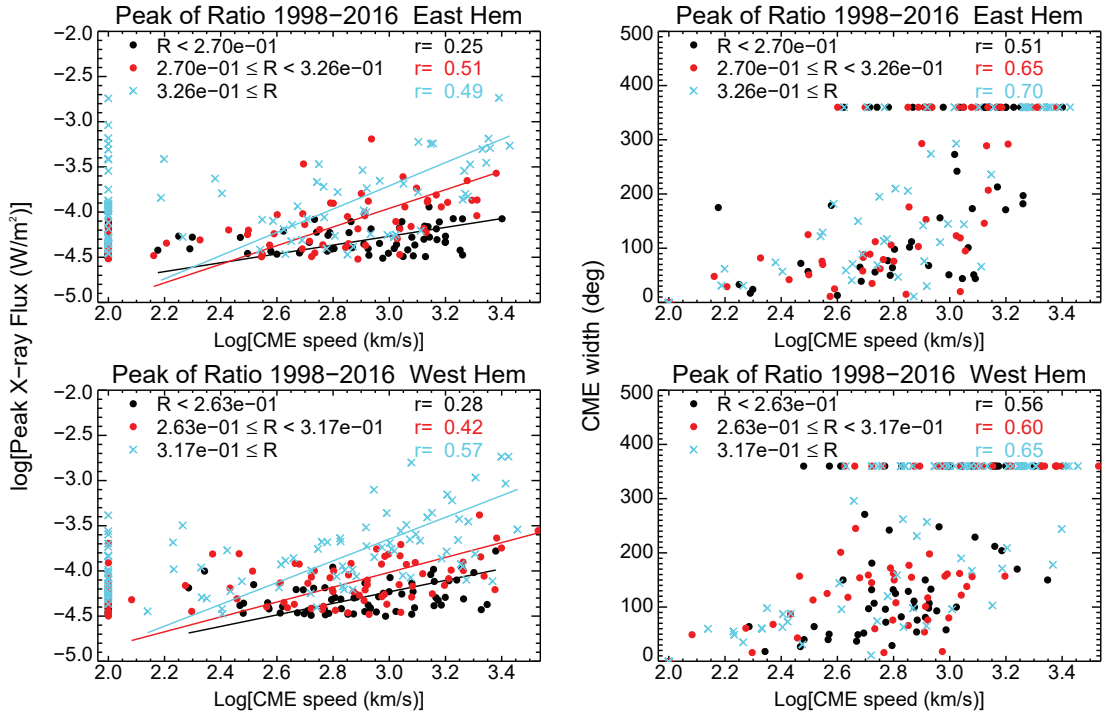 Peak of Ratio 1998−2016 East Hem
R < 2.70e−01 r= 0.25
2.70e−01 ≤ R < 3.26e−01 r= 0.51
3.26e−01 ≤ R r= 0.49
−2.0
−2.5
−3.0
−3.5
−4.0
−4.5
−5.0
2.0 2.2 2.4 2.6 2.8 3.0 3.2 3.4
Log[CME speed (km/s)]
Peak of Ratio 1998−2016 East Hem
R < 2.70e−01 r= 0.51
2.70e−01 ≤ R < 3.26e−01 r= 0.65
3.26e−01 ≤ R r= 0.70
500
400
300
200
100
0
2.0 2.2 2.4 2.6 2.8 3.0 3.2 3.4
Log[CME speed (km/s)]
log[Peak X−ray Flux (W/m²)]
CME width (deg)
Peak of Ratio 1998−2016 West Hem
R < 2.63e−01 r= 0.28
2.63e−01 ≤ R < 3.17e−01 r= 0.42
3.17e−01 ≤ R r= 0.57
−2.0
−2.5
−3.0
−3.5
−4.0
−4.5
−5.0
2.0 2.2 2.4 2.6 2.8 3.0 3.2 3.4
Log[CME speed (km/s)]
Peak of Ratio 1998−2016 West Hem
R < 2.63e−01 r= 0.56
2.63e−01 ≤ R < 3.17e−01 r= 0.60
3.17e−01 ≤ R r= 0.65
500
400
300
200
100
0
2.0 2.2 2.4 2.6 2.8 3.0 3.2 3.4
Log[CME speed (km/s)]